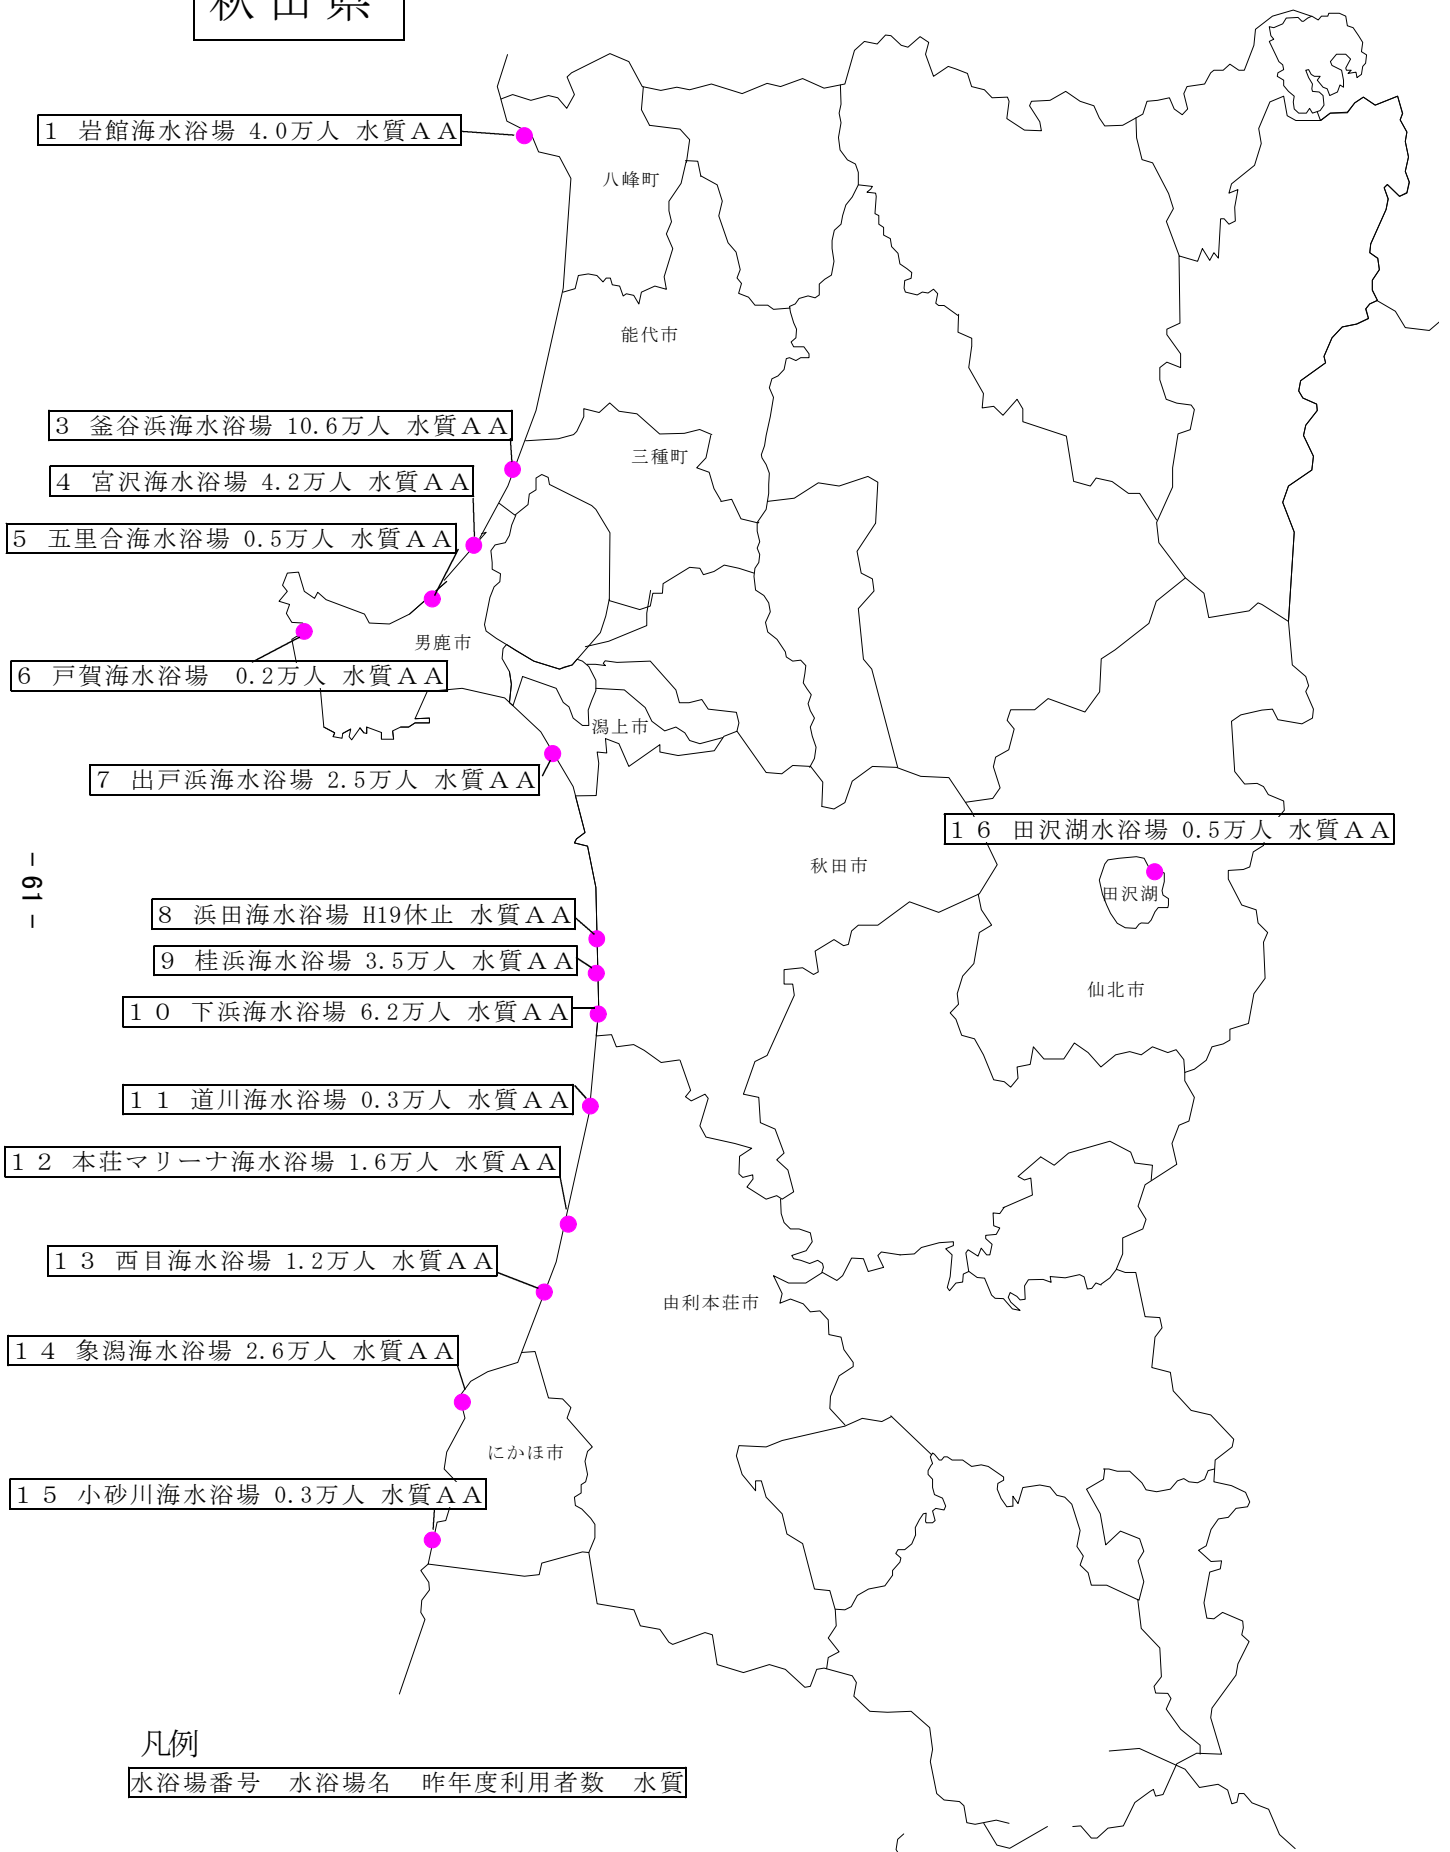 秋田県
1 岩館海水浴場 4.0万人 水質ＡＡ
八峰町
能代市
3 釜谷浜海水浴場 10.6万人 水質ＡＡ
三種町
4 宮沢海水浴場 4.2万人 水質ＡＡ
5 五里合海水浴場 0.5万人 水質ＡＡ
男鹿市
6 戸賀海水浴場　0.2万人 水質ＡＡ
潟上市
7 出戸浜海水浴場 2.5万人 水質ＡＡ
１６ 田沢湖水浴場 0.5万人 水質ＡＡ
秋田市
田沢湖
- 61 -
8 浜田海水浴場 H19休止 水質ＡＡ
9 桂浜海水浴場 3.5万人 水質ＡＡ
仙北市
１０ 下浜海水浴場 6.2万人 水質ＡＡ
１１ 道川海水浴場 0.3万人 水質ＡＡ
１２ 本荘マリーナ海水浴場 1.6万人 水質ＡＡ
１３ 西目海水浴場 1.2万人 水質ＡＡ
由利本荘市
１４ 象潟海水浴場 2.6万人 水質ＡＡ
にかほ市
１５ 小砂川海水浴場 0.3万人 水質ＡＡ
凡例
水浴場番号　水浴場名　昨年度利用者数　水質